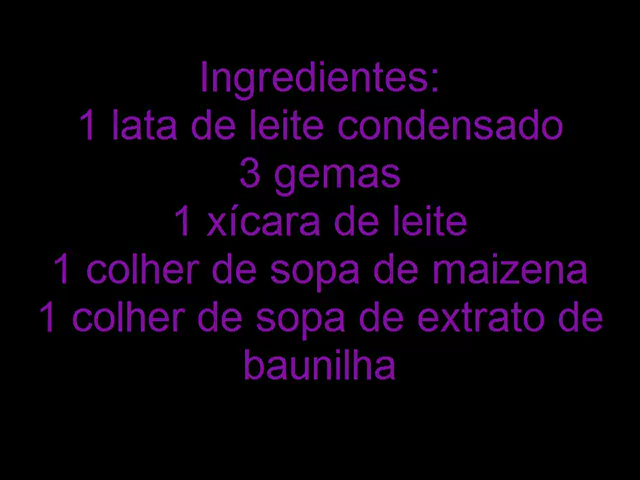 Ingredientes:
1 lata de leite condensado
3 gemas
1 xícara de leite
1 colher de sopa de maizena
1 colher de sopa de extrato de
baunilha